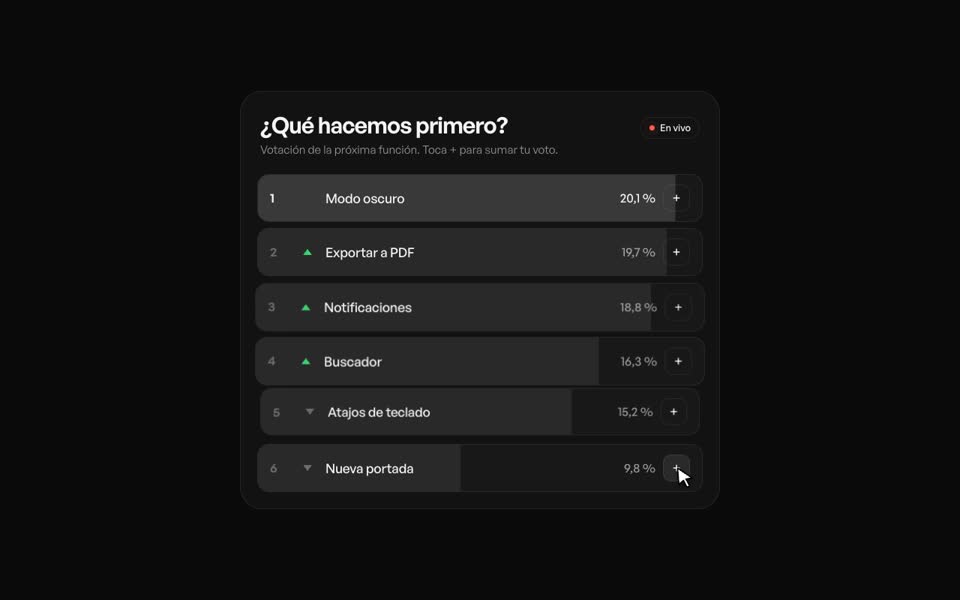 ¿Qué hacemos primero?
En vivo
Votación de la próxima función. Toca + para sumar tu voto.
1 Modo oscuro 20,1 % +
2 Exportar a PDF 19,7 % +
3 Notificaciones 18,8 % +
4 Buscador 16,3 % +
5 Atajos de teclado 15,2 % +
6 Nueva portada 9,8 % +